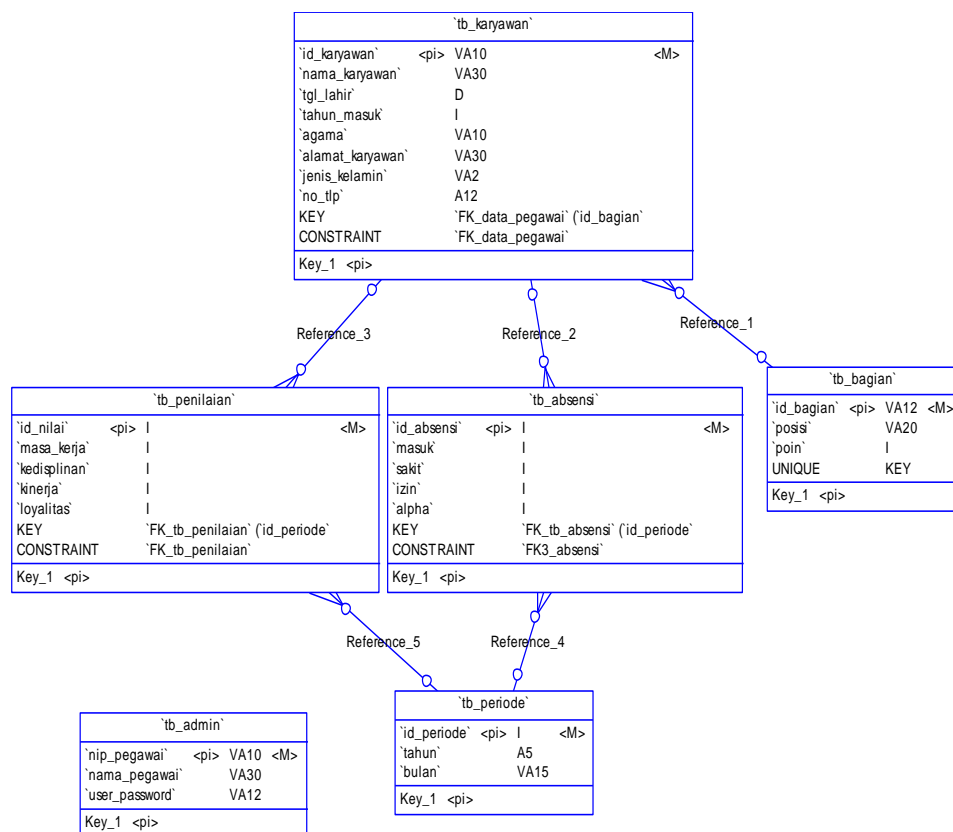 `tb_karyawan`
`id_karyawan` <pi> VA10 <M>
`nama_karyawan` VA30
`tgl_lahir` D
`tahun_masuk` I
`agama` VA10
`alamat_karyawan` VA30
`jenis_kelamin` VA2
`no_tlp` A12
KEY `FK_data_pegawai` (`id_bagian`
CONSTRAINT `FK_data_pegawai`
Key_1 <pi>
Reference_3
Reference_2
Reference_1
`tb_penilaian`
`id_nilai` <pi> I <M>
`masa_kerja` I
`kedisplinan` I
`kinerja` I
`loyalitas` I
KEY `FK_tb_penilaian` (`id_periode`
CONSTRAINT `FK_tb_penilaian`
Key_1 <pi>
`tb_absensi`
`id_absensi` <pi> I <M>
`masuk` I
`sakit` I
`izin` I
`alpha` I
KEY `FK_tb_absensi` (`id_periode`
CONSTRAINT `FK3_absensi`
Key_1 <pi>
`tb_bagian`
`id_bagian` <pi> VA12 <M>
`posisi` VA20
`poin` I
UNIQUE KEY
Key_1 <pi>
Reference_5
Reference_4
`tb_periode`
`id_periode` <pi> I <M>
`tahun` A5
`bulan` VA15
Key_1 <pi>
`tb_admin`
`nip_pegawai` <pi> VA10 <M>
`nama_pegawai` VA30
`user_password` VA12
Key_1 <pi>